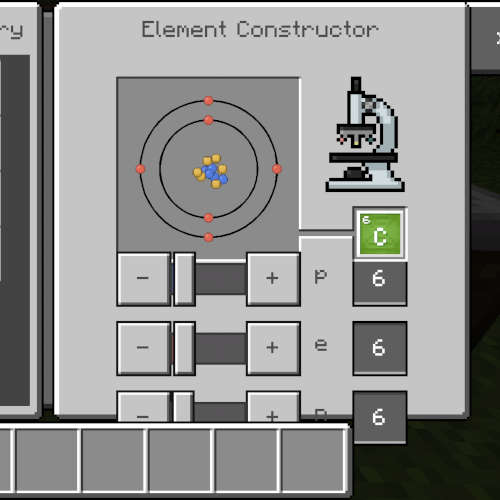 ry
Element Constructor
6
C
- + p 6
- + e 6
- + n 6